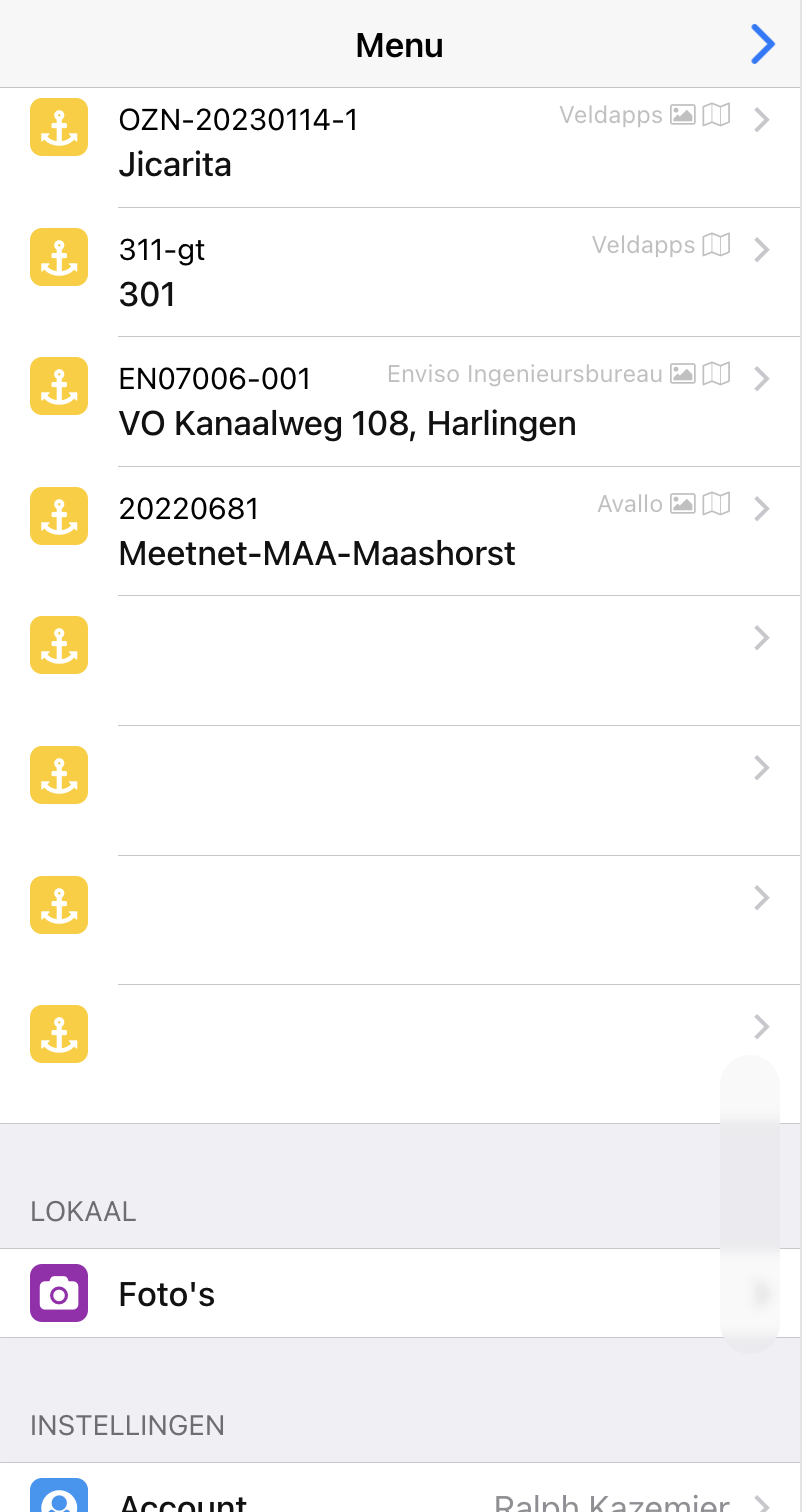 Menu
OZN-20230114-1
Veldapps
Jicarita
311-gt
Veldapps
301
EN07006-001
Enviso Ingenieursbureau
VO Kanaalweg 108, Harlingen
20220681
Avallo
Meetnet-MAA-Maashorst
LOKAAL
Foto's
INSTELLINGEN
Account
Ralph Kazemier